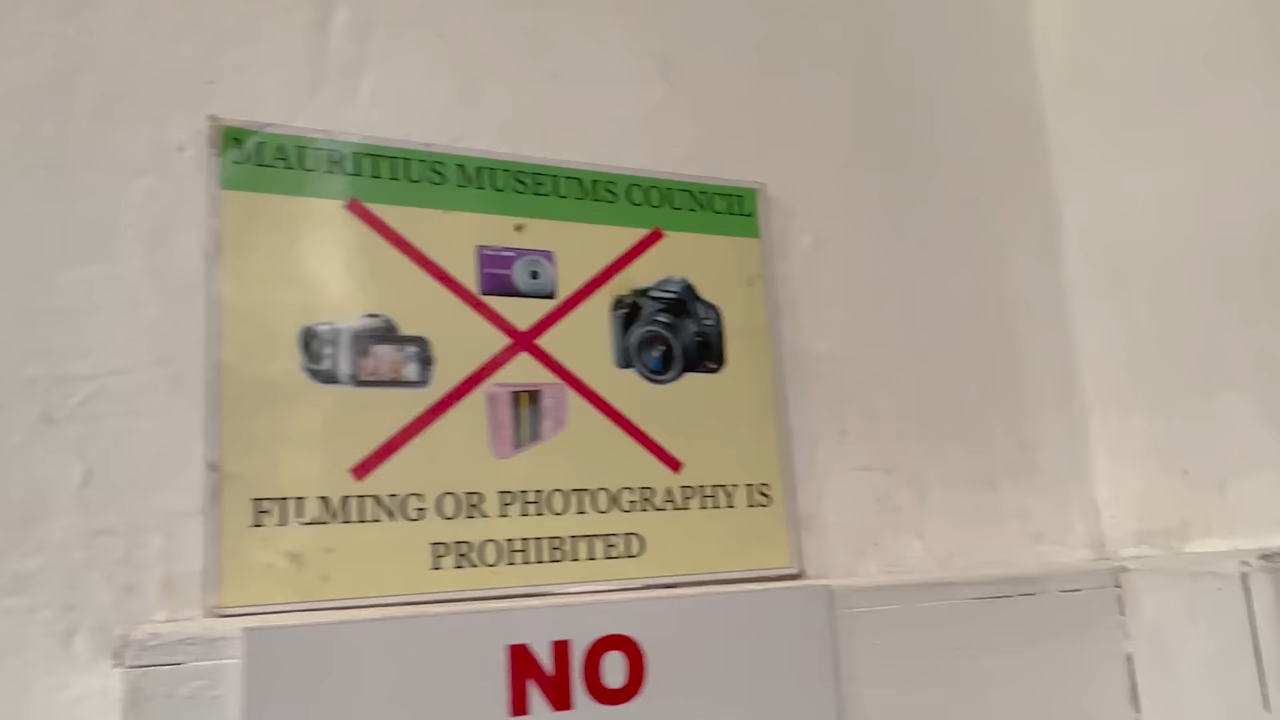 MAURITIUS MUSEUMS COUNCIL
FILMING OR PHOTOGRAPHY IS
PROHIBITED
NO